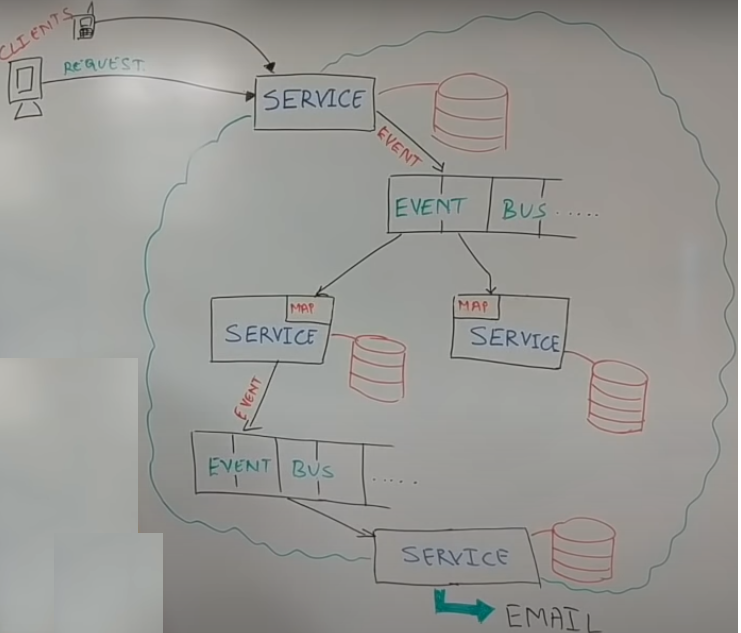 CLIENTS
REQUEST
SERVICE
EVENT
EVENT BUS .....
MAP
SERVICE
MAP
SERVICE
EVENT
EVENT BUS .....
SERVICE
EMAIL